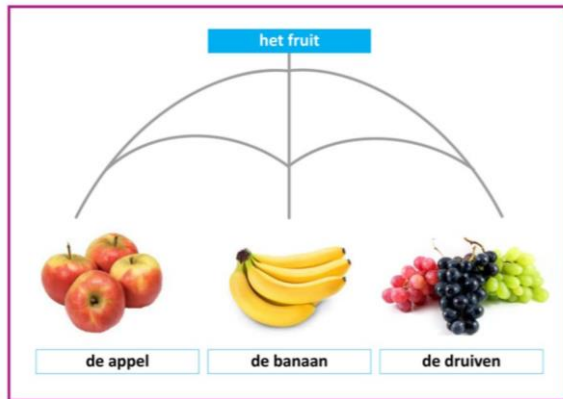 het fruit
de appel
de banaan
de druiven